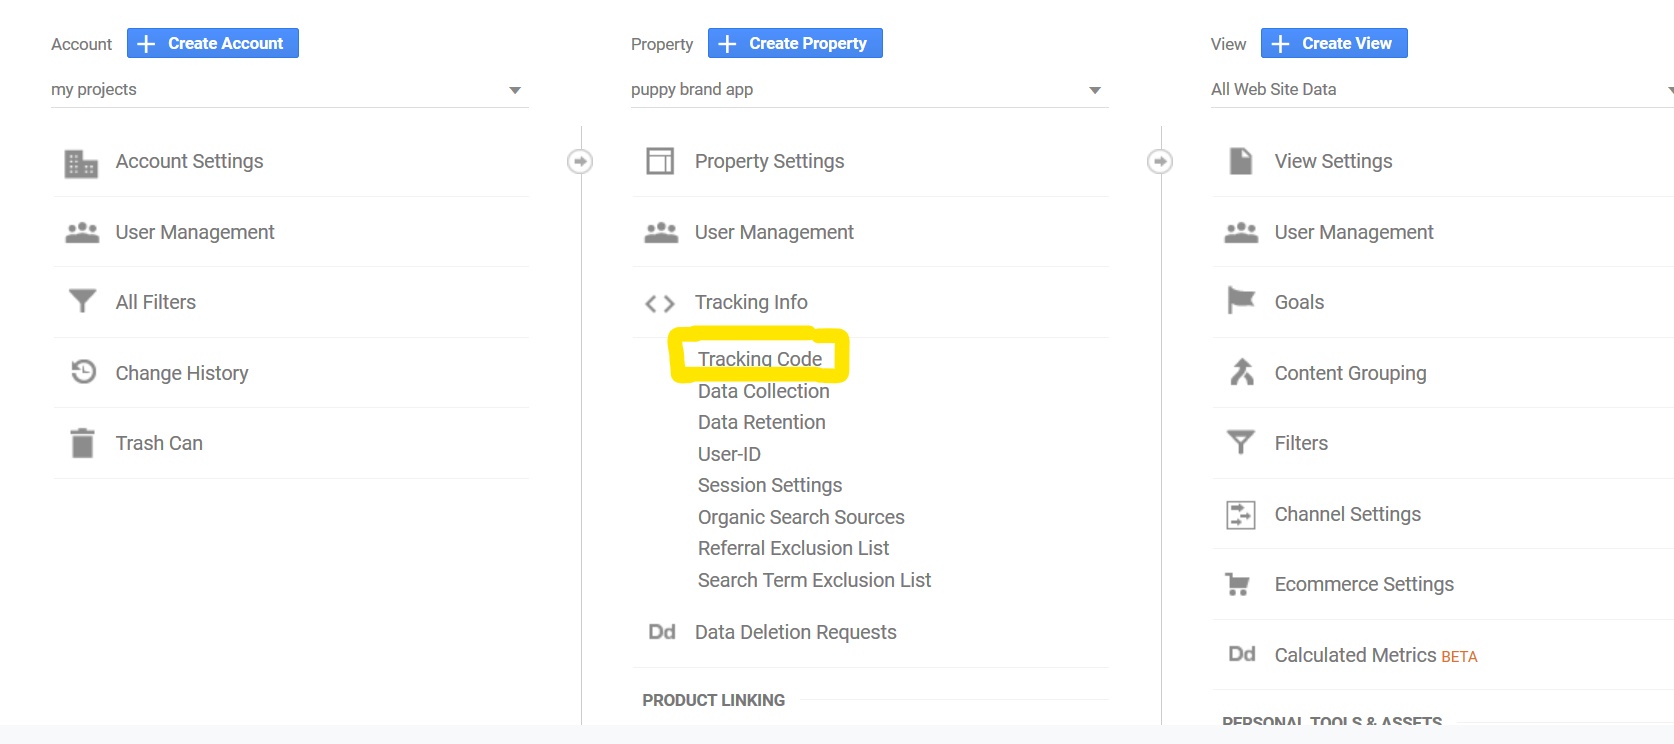 Account
Create Account
my projects
Account Settings
User Management
All Filters
Change History
Trash Can
Property
Create Property
puppy brand app
Property Settings
User Management
Tracking Info
Tracking Code
Data Collection
Data Retention
User-ID
Session Settings
Organic Search Sources
Referral Exclusion List
Search Term Exclusion List
Dd Data Deletion Requests
PRODUCT LINKING
View
Create View
All Web Site Data
View Settings
User Management
Goals
Content Grouping
Filters
Channel Settings
Ecommerce Settings
Dd Calculated Metrics BETA
PERSONAL TOOLS & ASSETS